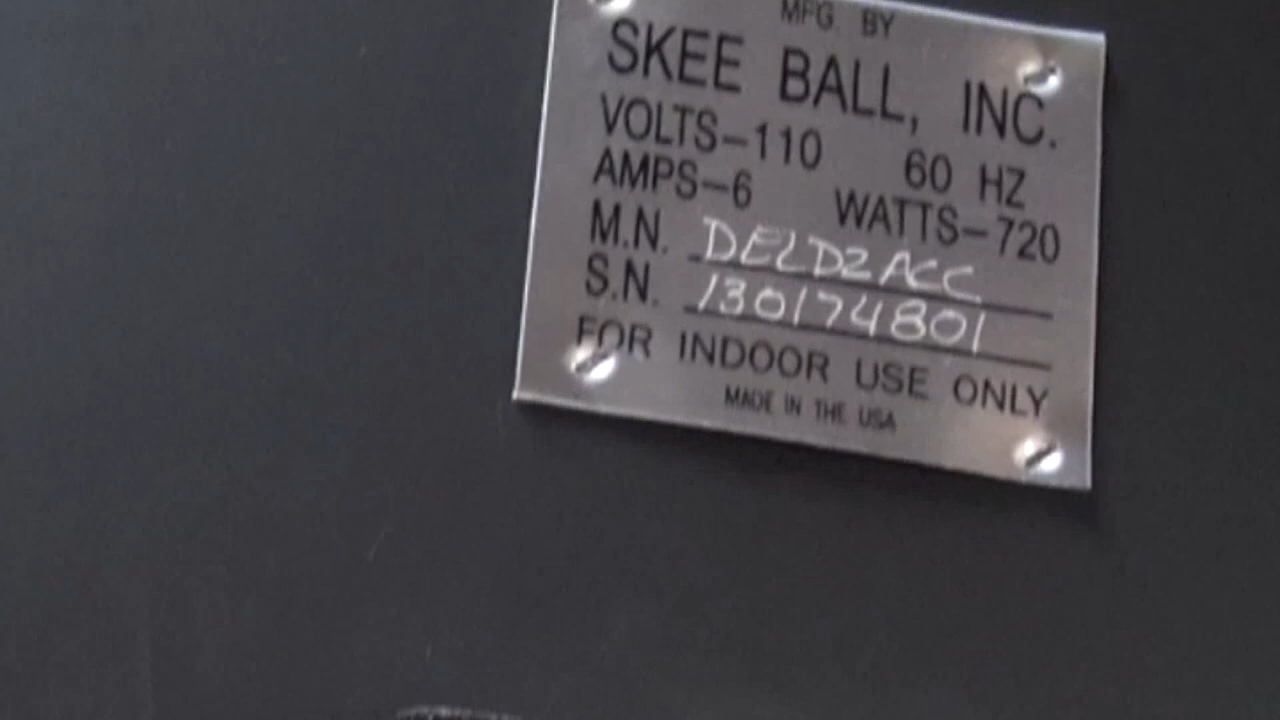 MFG BY
SKEE BALL, INC.
VOLTS-110 60 HZ
AMPS-6 WATTS-720
M.N. DELD2ACC
S.N. 130174801
FOR INDOOR USE ONLY
MADE IN THE USA